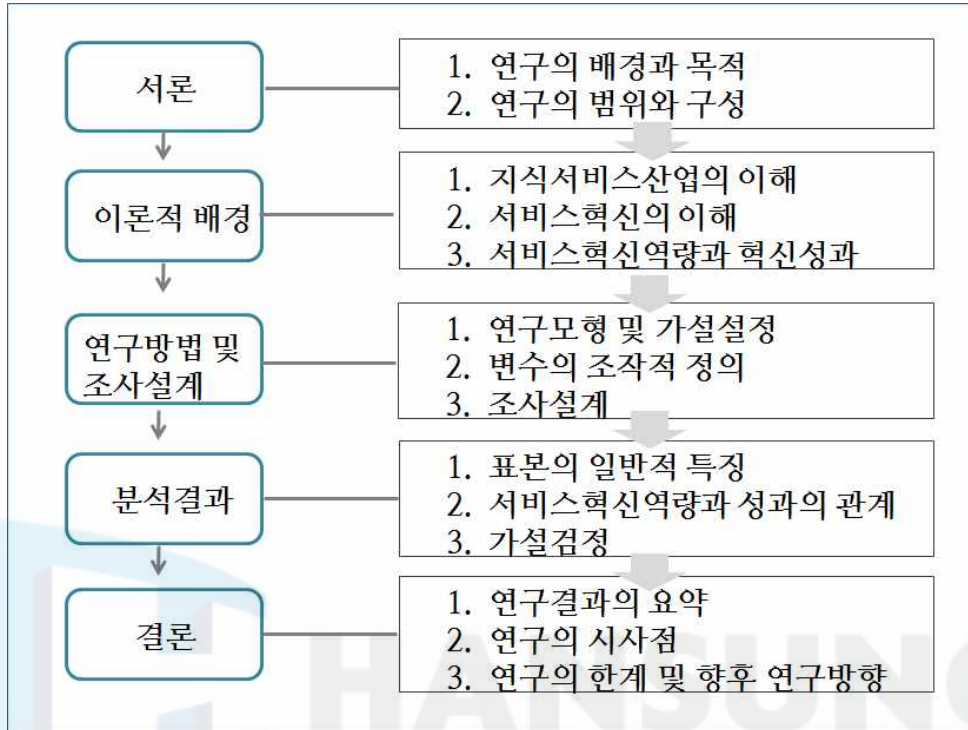 서론
1. 연구의 배경과 목적
2. 연구의 범위와 구성
이론적 배경
1. 지식서비스산업의 이해
2. 서비스혁신의 이해
3. 서비스혁신역량과 혁신성과
연구방법 및
조사설계
1. 연구모형 및 가설설정
2. 변수의 조작적 정의
3. 조사설계
분석결과
1. 표본의 일반적 특징
2. 서비스혁신역량과 성과의 관계
3. 가설검정
결론
1. 연구결과의 요약
2. 연구의 시사점
3. 연구의 한계 및 향후 연구방향
HANSUNG